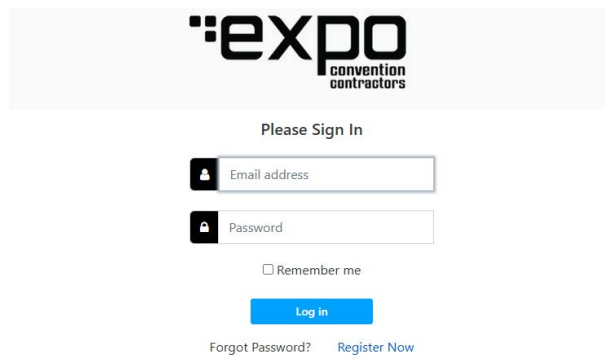 expo
convention
contractors
Please Sign In
Email address
Password
Remember me
Log in
Forgot Password? Register Now